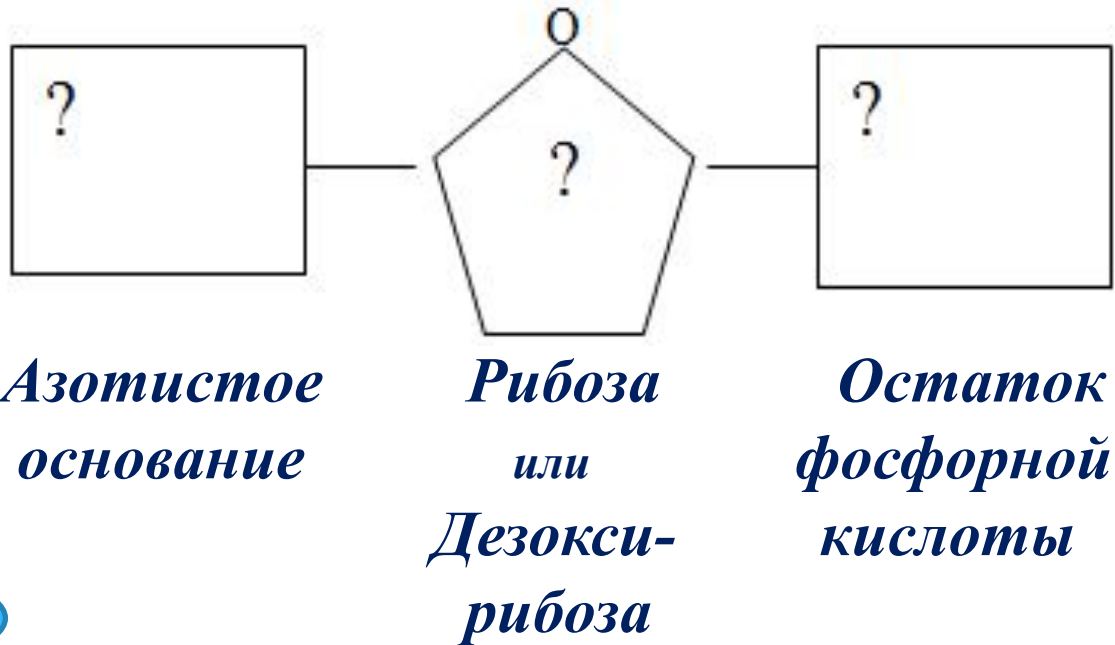 O
? ? ?
Азотистое основание
Рибоза или Дезокси-рибоза
Остаток фосфорной кислоты